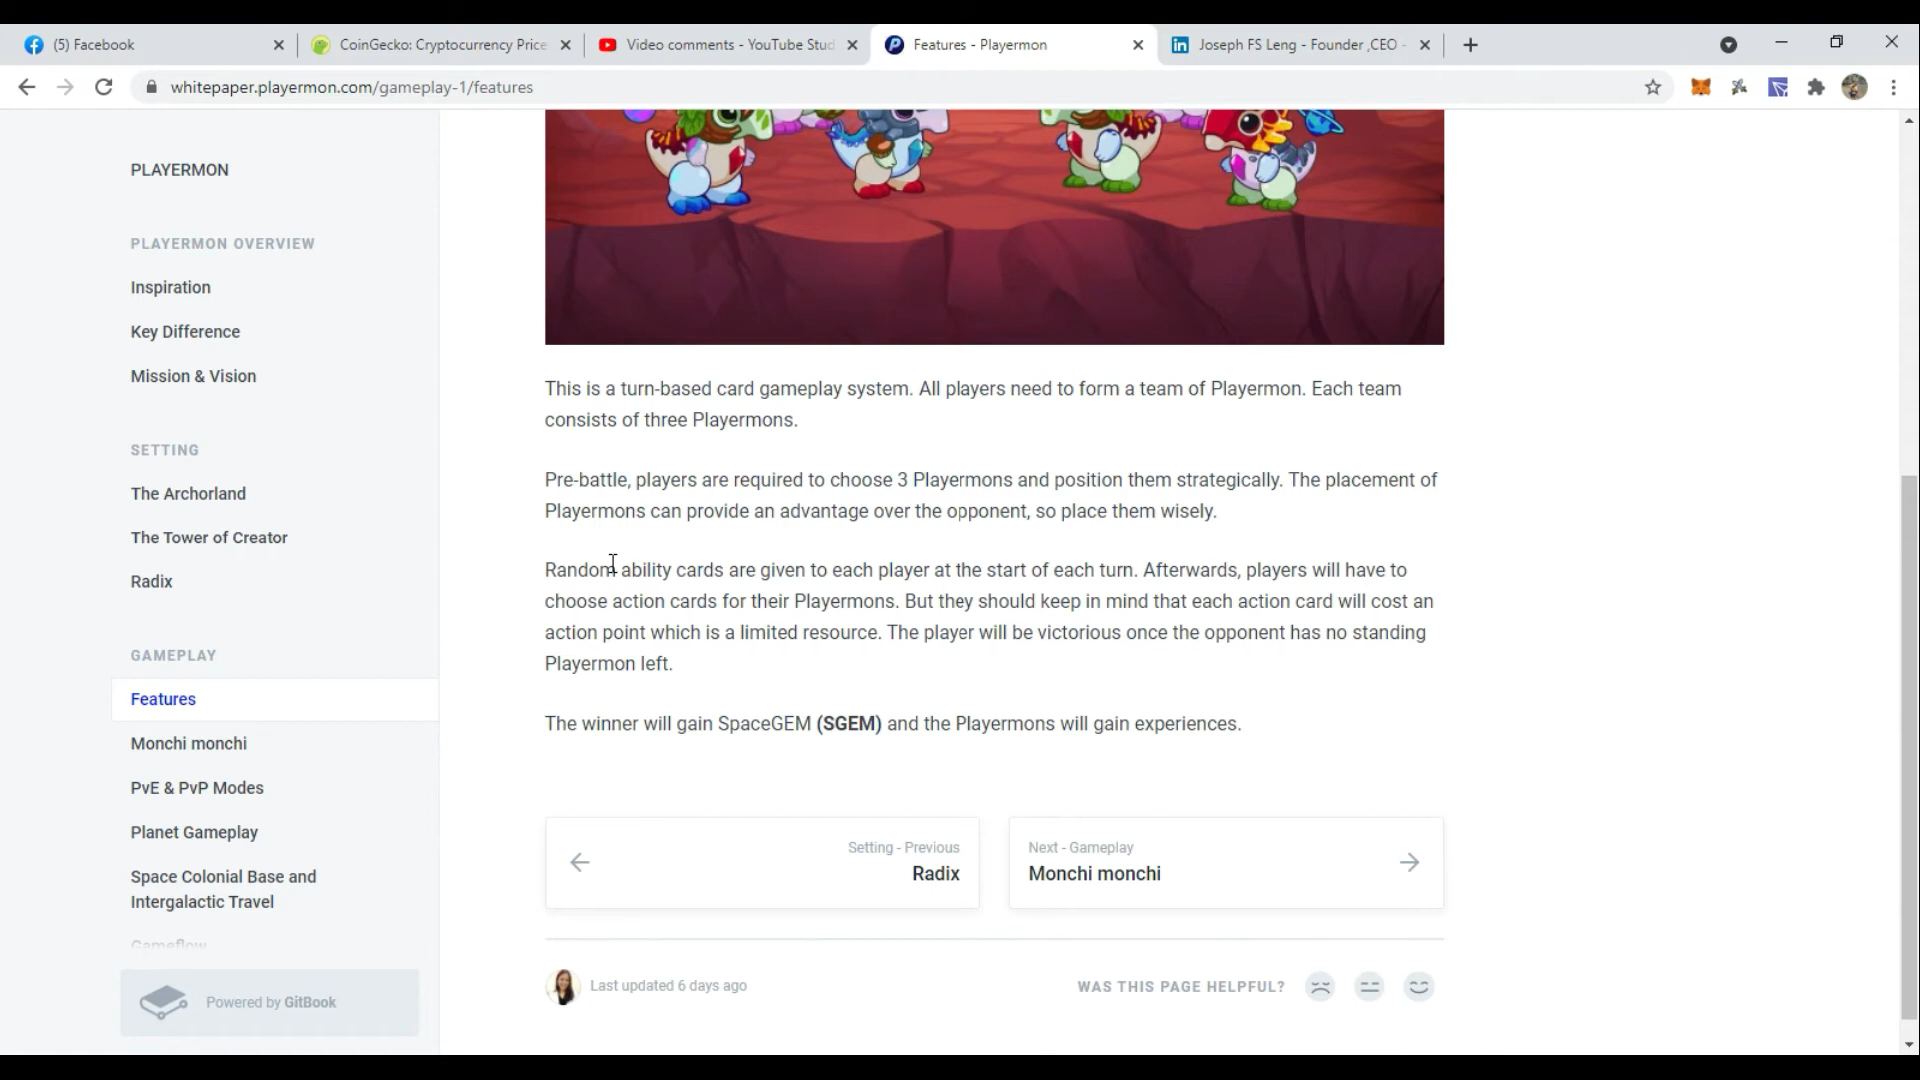 (5) Facebook
CoinGecko: Cryptocurrency Price
Video comments - YouTube Stud
Features - Playermon
Joseph FS Leng - Founder ,CEO -
whitepaper.playermon.com/gameplay-1/features
PLAYERMON
PLAYERMON OVERVIEW
Inspiration
Key Difference
Mission & Vision
SETTING
The Archorland
The Tower of Creator
Radix
GAMEPLAY
Features
Monchi monchi
PvE & PvP Modes
Planet Gameplay
Space Colonial Base and
Intergalactic Travel
Gameflow
Powered by GitBook
This is a turn-based card gameplay system. All players need to form a team of Playermon. Each team
consists of three Playermons.
Pre-battle, players are required to choose 3 Playermons and position them strategically. The placement of
Playermons can provide an advantage over the opponent, so place them wisely.
Random ability cards are given to each player at the start of each turn. Afterwards, players will have to
choose action cards for their Playermons. But they should keep in mind that each action card will cost an
action point which is a limited resource. The player will be victorious once the opponent has no standing
Playermon left.
The winner will gain SpaceGEM (SGEM) and the Playermons will gain experiences.
Setting - Previous
Radix
Next - Gameplay
Monchi monchi
Last updated 6 days ago
WAS THIS PAGE HELPFUL?